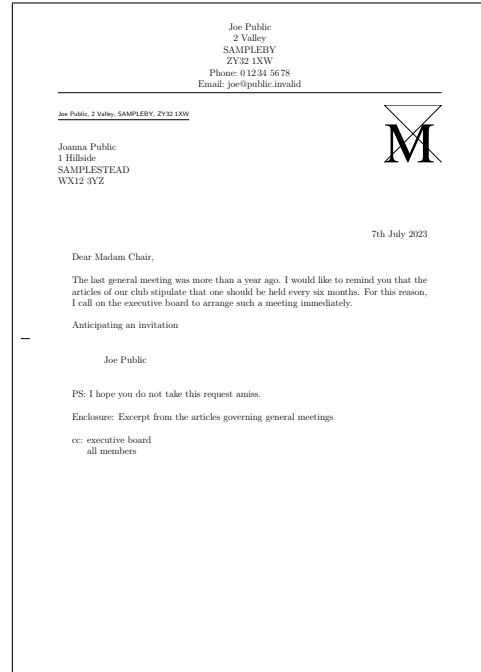 Joe Public
2 Valley
SAMPLEBY
ZY32 1XW
Phone: 0 12 34 56 78
Email: joe@public.invalid
Joe Public, 2 Valley, SAMPLEBY, ZY32 1XW
M
Joanna Public
1 Hillside
SAMPLESTEAD
WX12 3YZ
7th July 2023
Dear Madam Chair,
The last general meeting was more than a year ago. I would like to remind you that the
articles of our club stipulate that one should be held every six months. For this reason,
I call on the executive board to arrange such a meeting immediately.
Anticipating an invitation
Joe Public
PS: I hope you do not take this request amiss.
Enclosure: Excerpt from the articles governing general meetings
cc: executive board
all members